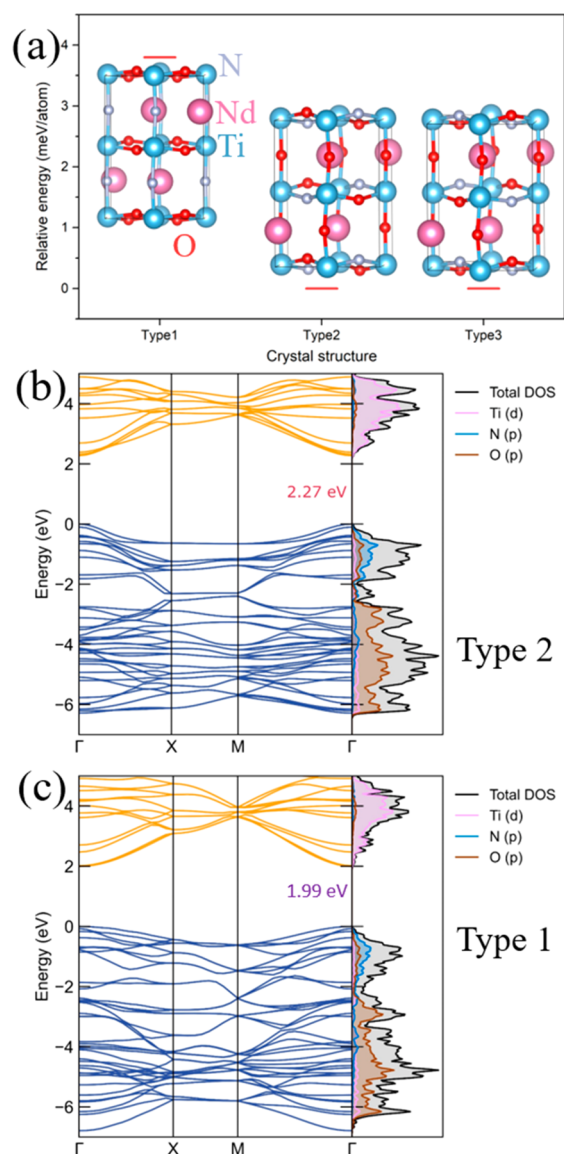 (a)
N
Nd
Ti
O
Relative energy (meV/atom)
4
3
2
1
0
Type1
Type2
Type3
Crystal structure
(b)
Total DOS
Ti (d)
N (p)
O (p)
2.27 eV
Energy (eV)
4
2
0
−2
−4
−6
Type 2
Γ
X
M
Γ
(c)
Total DOS
Ti (d)
N (p)
O (p)
1.99 eV
Energy (eV)
4
2
0
−2
−4
−6
Type 1
Γ
X
M
Γ